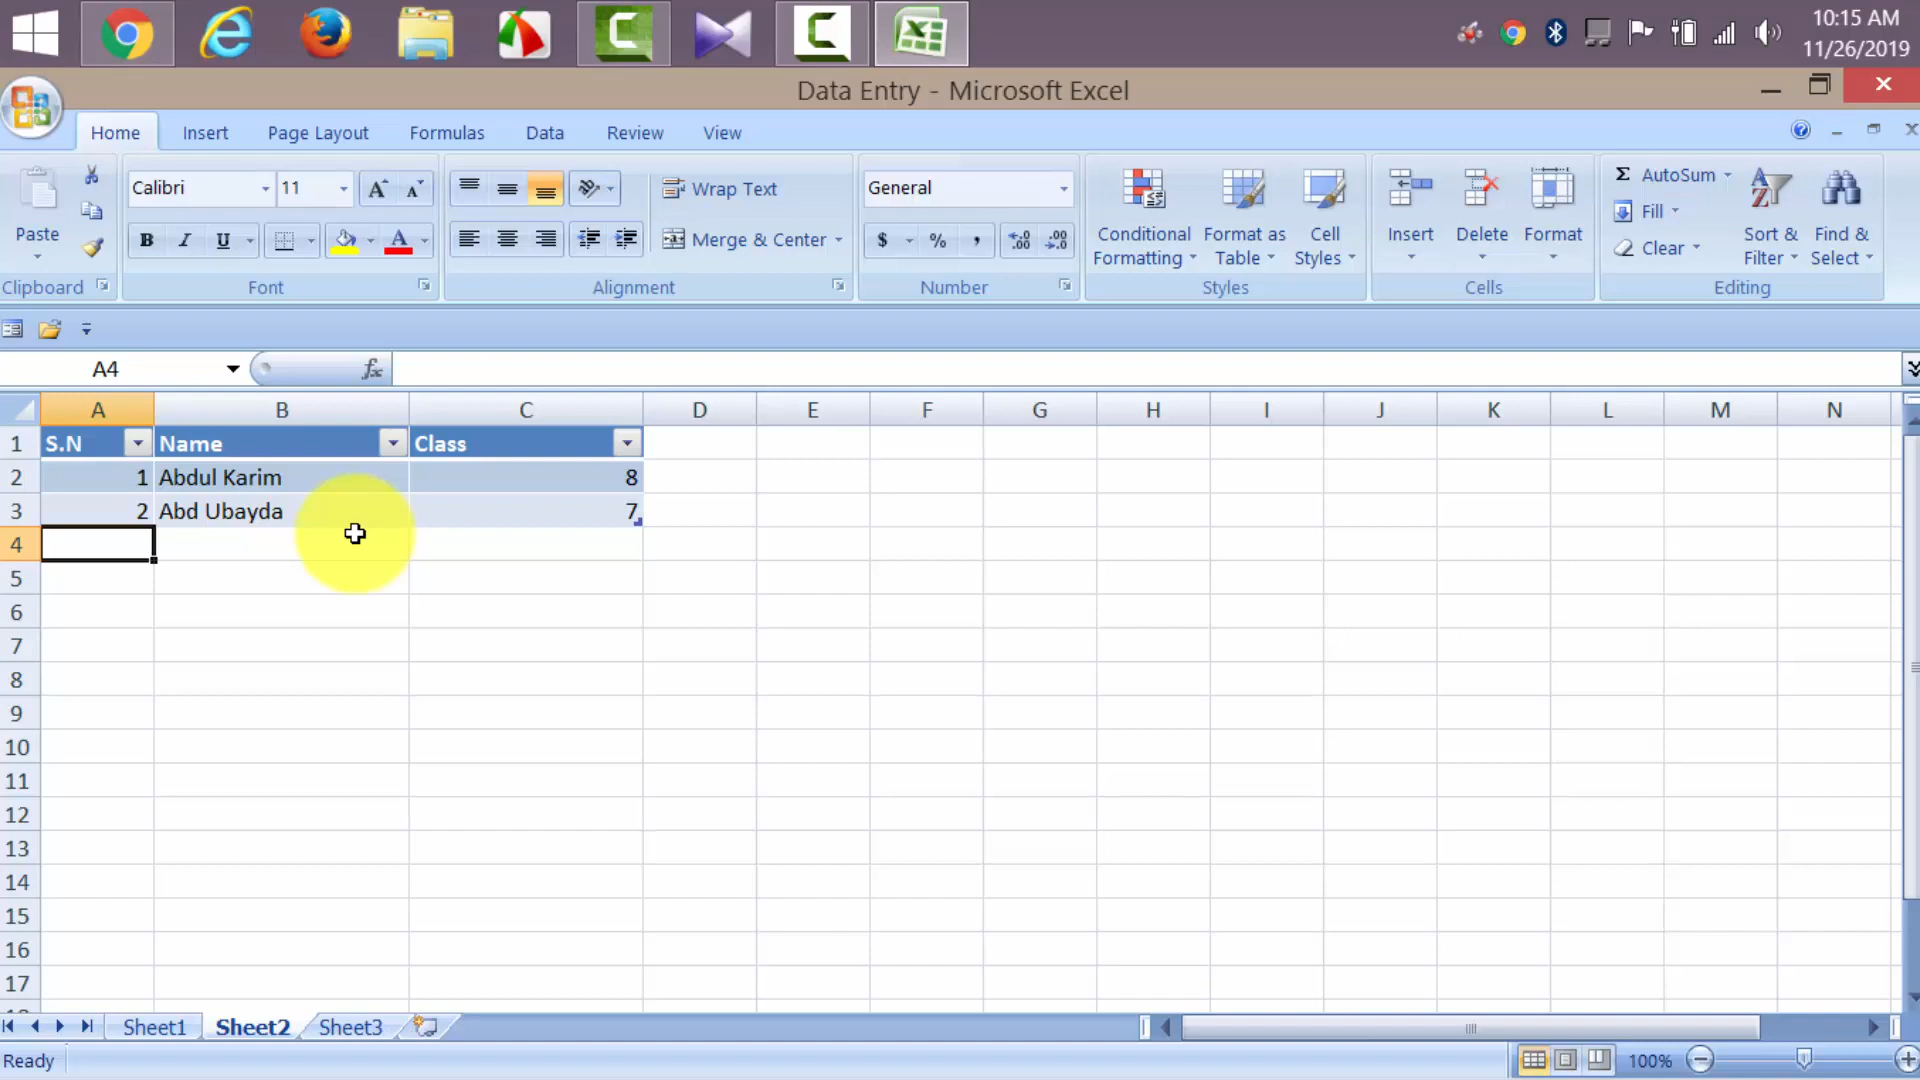 10:15 AM
11/26/2019
Data Entry - Microsoft Excel
Home Insert Page Layout Formulas Data Review View
Paste
Clipboard
Calibri 11
B I U A
Font
Wrap Text
Merge & Center
Alignment
General
$ % ,
Number
Conditional Formatting
Format as Table
Cell Styles
Styles
Insert Delete Format
Cells
Σ AutoSum
Fill
Clear
Sort & Filter
Find & Select
Editing
A4 fx
A B C D E F G H I J K L M N
1 S.N Name Class
2 1 Abdul Karim 8
3 2 Abd Ubayda 7
4
5
6
7
8
9
10
11
12
13
14
15
16
17
Sheet1 Sheet2 Sheet3
Ready 100%